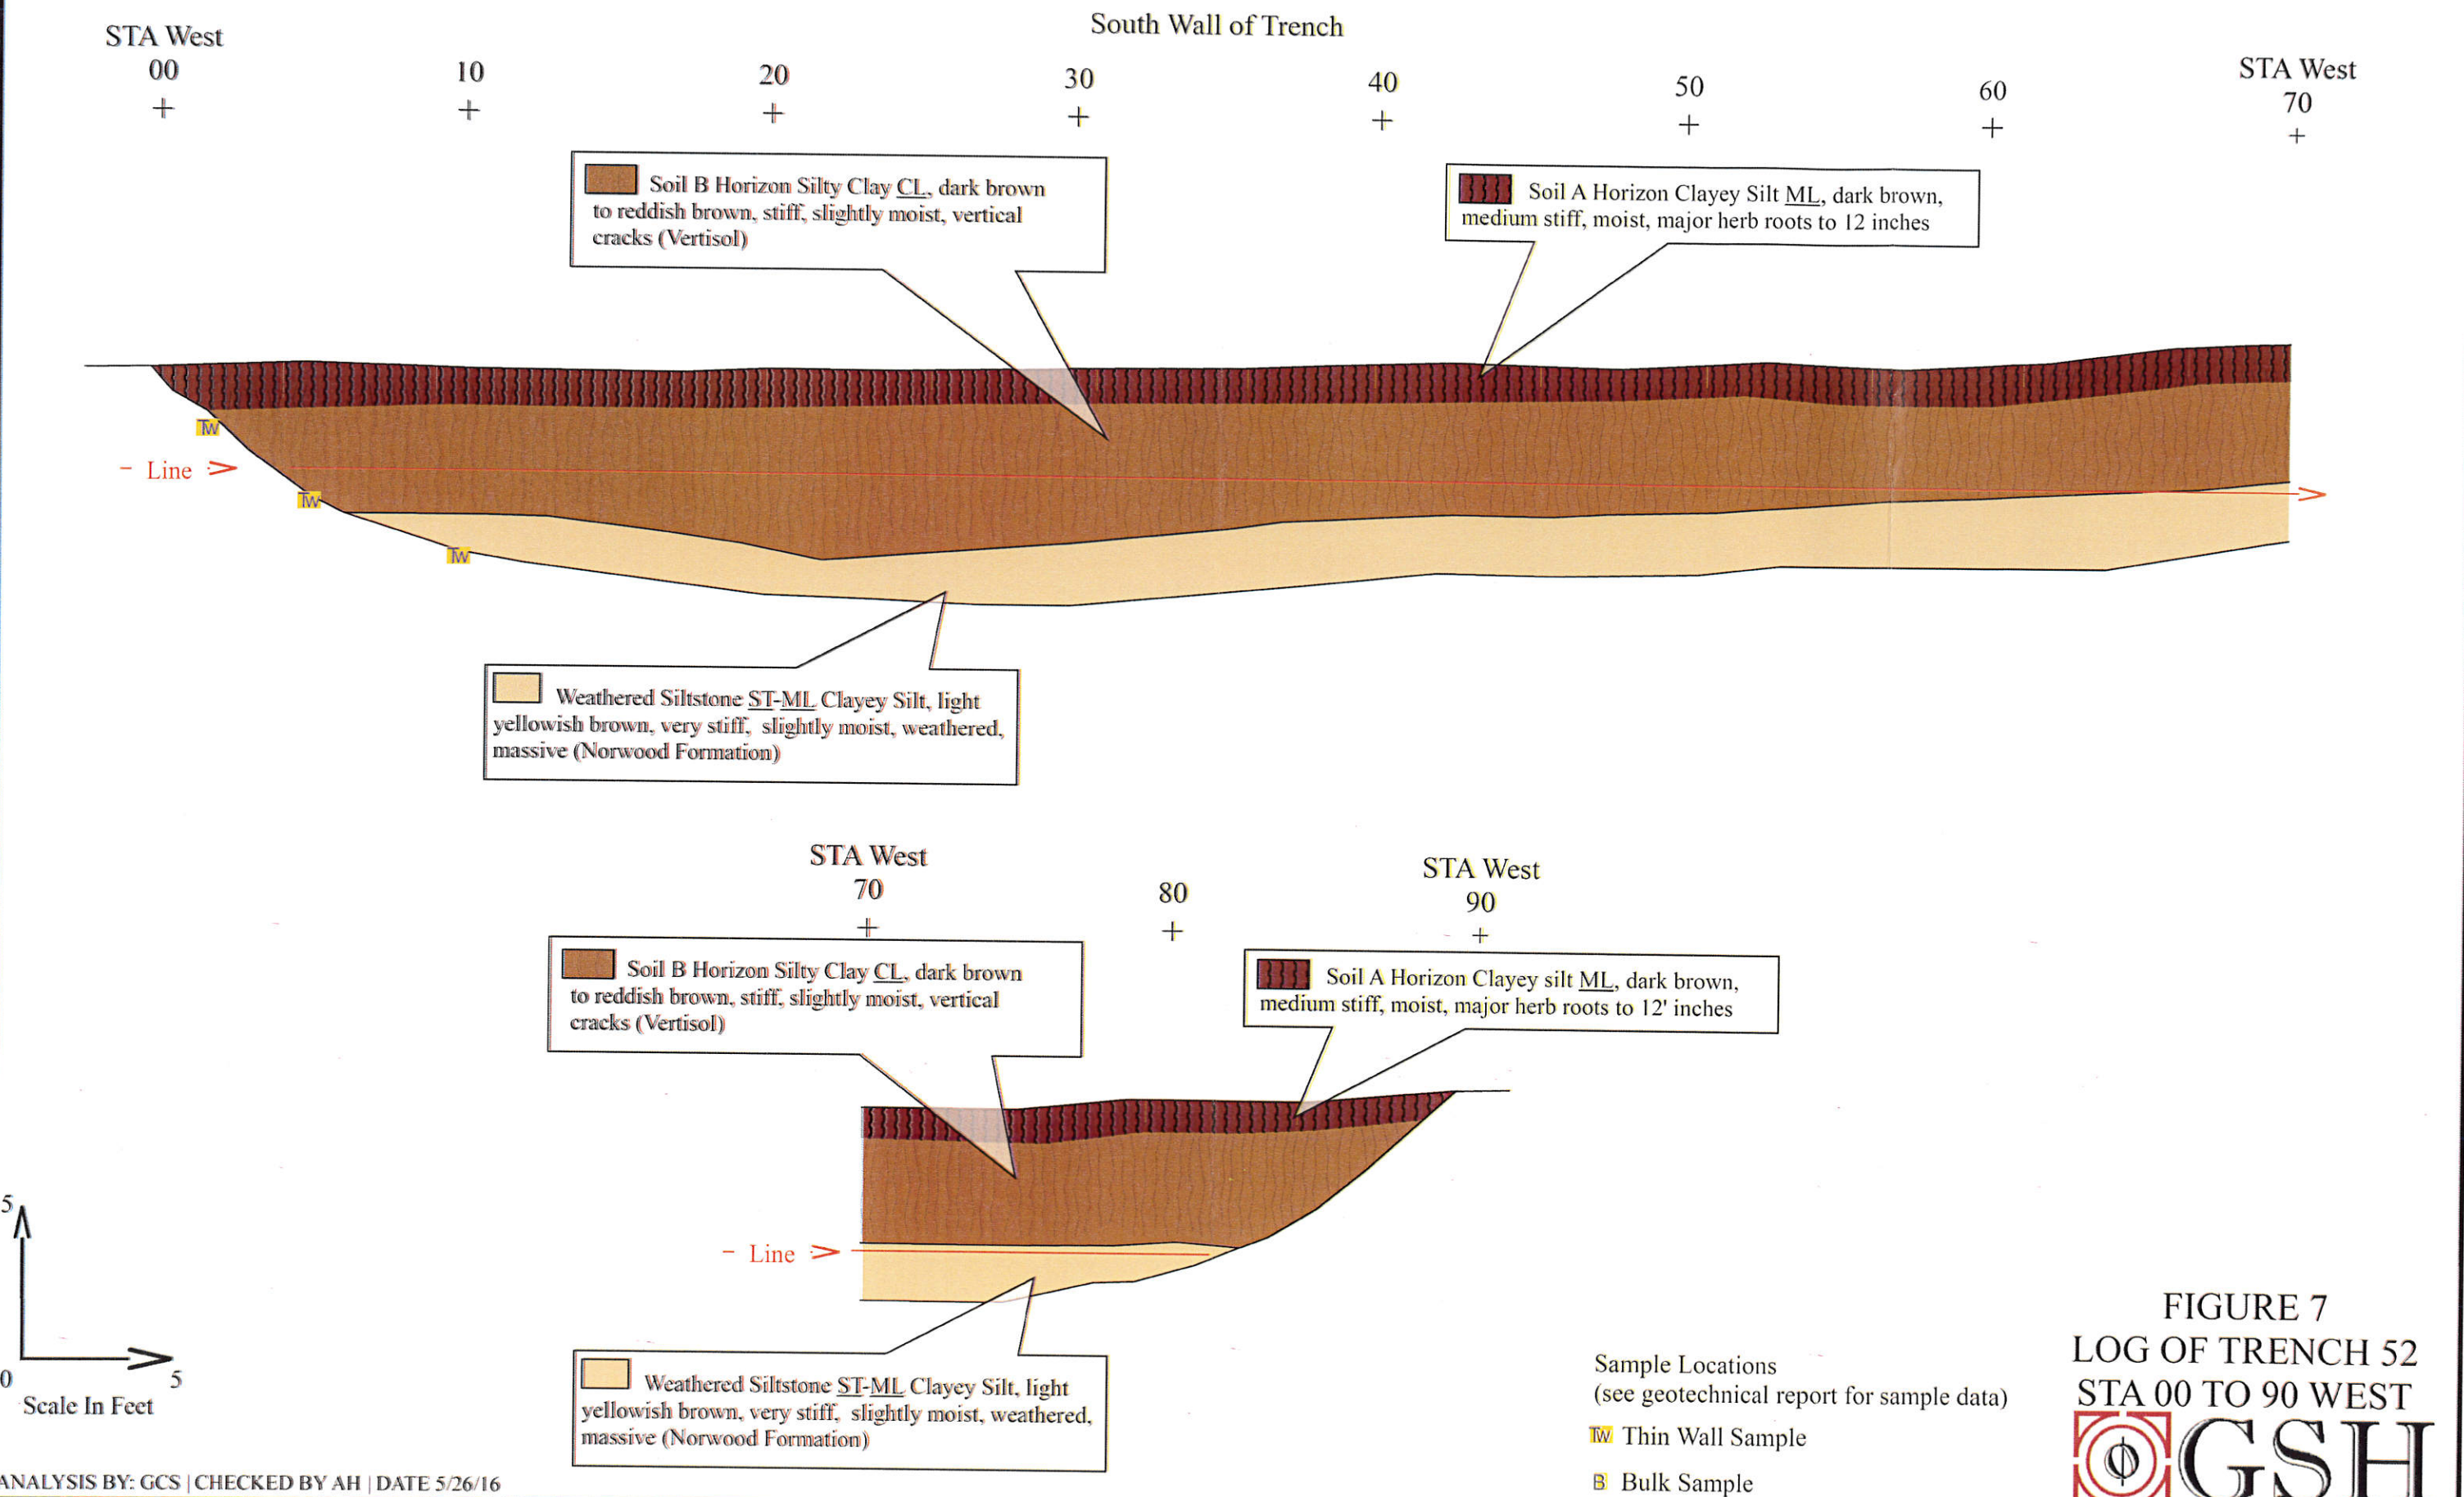 South Wall of Trench
STA West
00
10
20
30
40
50
60
STA West
70
Soil B Horizon Silty Clay CL, dark brown
to reddish brown, stiff, slightly moist, vertical
cracks (Vertisol)
Soil A Horizon Clayey Silt ML, dark brown,
medium stiff, moist, major herb roots to 12 inches
Tw
- Line >
Tw
Tw
Weathered Siltstone ST-ML Clayey Silt, light
yellowish brown, very stiff, slightly moist, weathered,
massive (Norwood Formation)
STA West
70
80
STA West
90
Soil B Horizon Silty Clay CL, dark brown
to reddish brown, stiff, slightly moist, vertical
cracks (Vertisol)
Soil A Horizon Clayey silt ML, dark brown,
medium stiff, moist, major herb roots to 12' inches
- Line >
Weathered Siltstone ST-ML Clayey Silt, light
yellowish brown, very stiff, slightly moist, weathered,
massive (Norwood Formation)
5
0
5
Scale In Feet
Sample Locations
(see geotechnical report for sample data)
Tw Thin Wall Sample
B Bulk Sample
FIGURE 7
LOG OF TRENCH 52
STA 00 TO 90 WEST
GSH
ANALYSIS BY: GCS | CHECKED BY AH | DATE 5/26/16